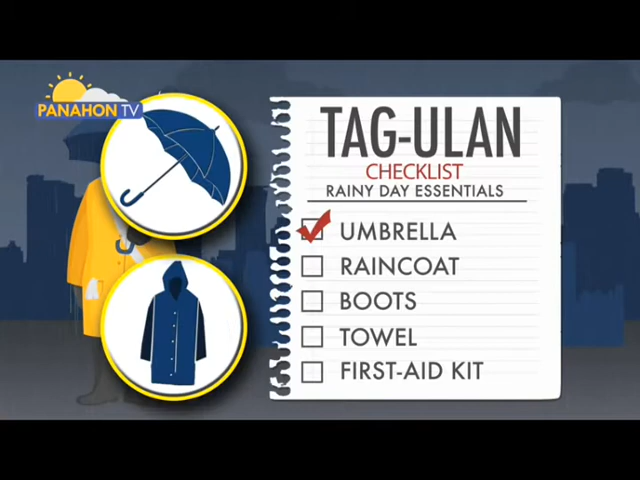 PANAHON TV
TAG-ULAN
CHECKLIST
RAINY DAY ESSENTIALS
UMBRELLA
RAINCOAT
BOOTS
TOWEL
FIRST-AID KIT